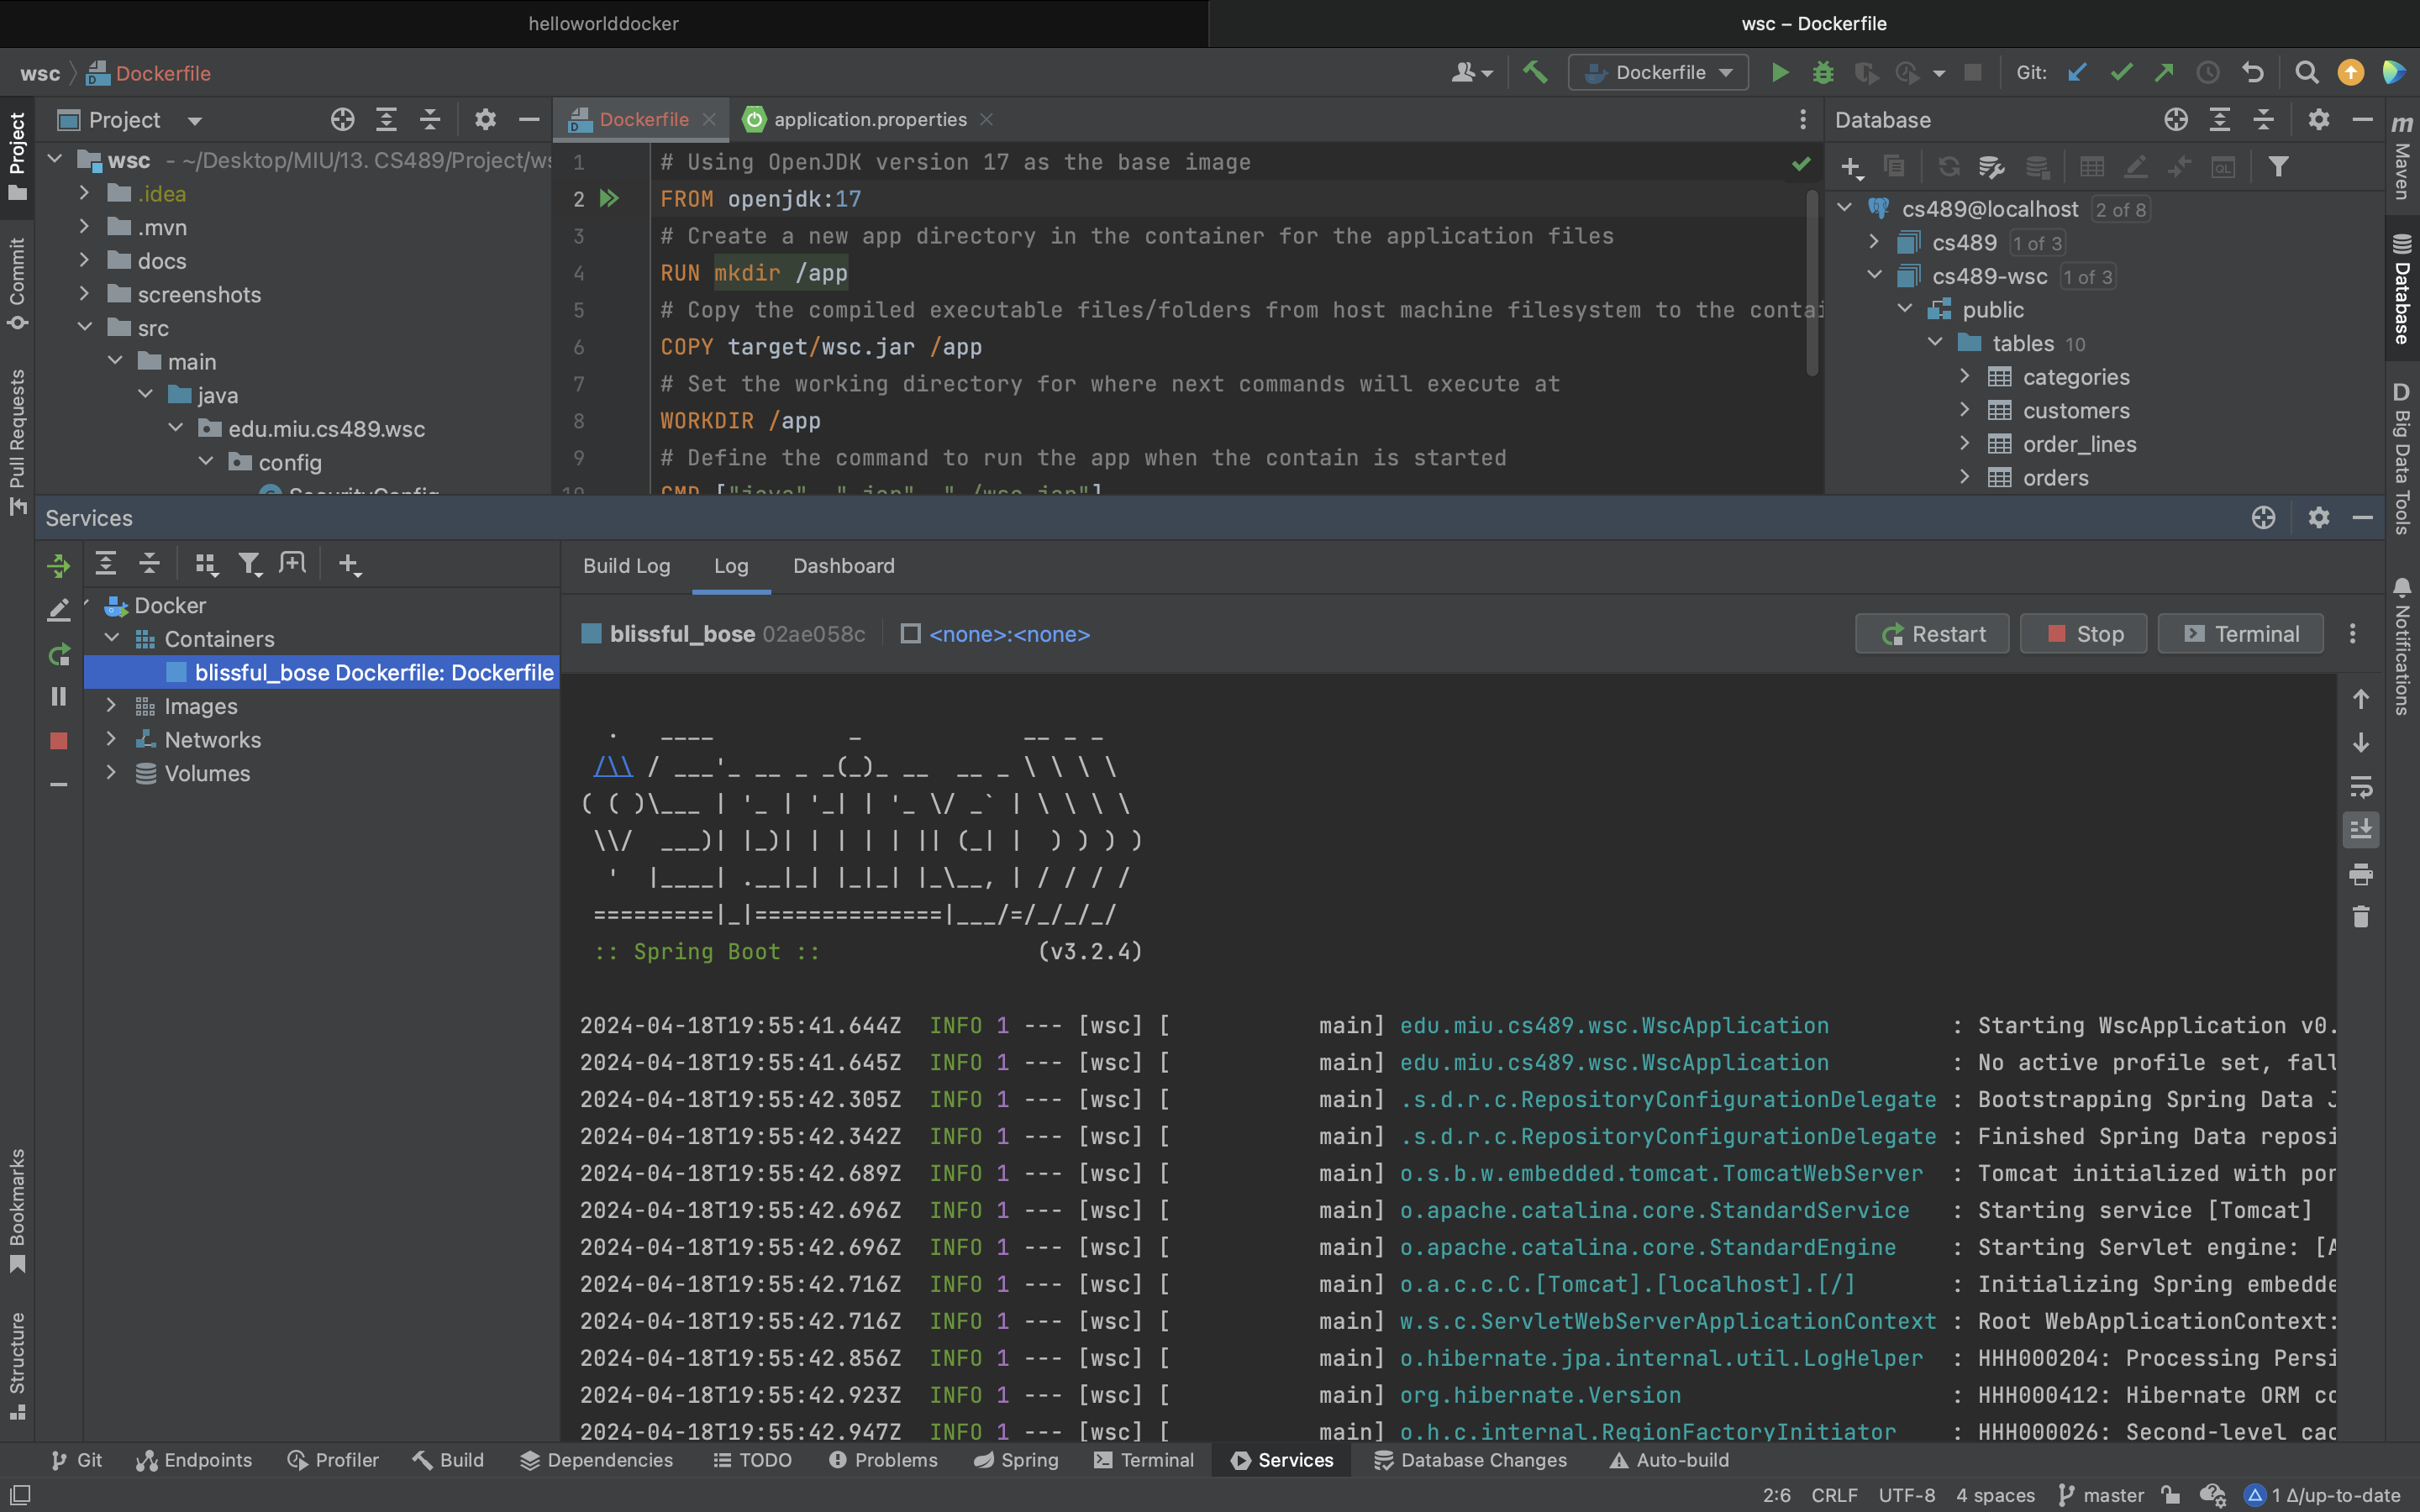 helloworlddocker
wsc – Dockerfile
wsc Dockerfile
Dockerfile
Git:
Project
Dockerfile
application.properties
Database
wsc - ~/Desktop/MIU/13. CS489/Project/ws
.idea
.mvn
docs
screenshots
src
main
java
edu.miu.cs489.wsc
config
SecurityConfig
1 # Using OpenJDK version 17 as the base image
2 FROM openjdk:17
3 # Create a new app directory in the container for the application files
4 RUN mkdir /app
5 # Copy the compiled executable files/folders from host machine filesystem to the contai
6 COPY target/wsc.jar /app
7 # Set the working directory for where next commands will execute at
8 WORKDIR /app
9 # Define the command to run the app when the contain is started
10 CMD ["java", "-jar", "./wsc.jar"]
cs489@localhost 2 of 8
cs489 1 of 3
cs489-wsc 1 of 3
public
tables 10
categories
customers
order_lines
orders
Project
Commit
Pull Requests
Bookmarks
Structure
Maven
Database
Big Data Tools
Notifications
Services
Docker
Containers
blissful_bose Dockerfile: Dockerfile
Images
Networks
Volumes
Build Log
Log
Dashboard
blissful_bose 02ae058c <none>:<none>
Restart
Stop
Terminal
:: Spring Boot :: (v3.2.4)
2024-04-18T19:55:41.644Z INFO 1 --- [wsc] [ main] edu.miu.cs489.wsc.WscApplication : Starting WscApplication v0.
2024-04-18T19:55:41.645Z INFO 1 --- [wsc] [ main] edu.miu.cs489.wsc.WscApplication : No active profile set, fall
2024-04-18T19:55:42.305Z INFO 1 --- [wsc] [ main] .s.d.r.c.RepositoryConfigurationDelegate : Bootstrapping Spring Data J
2024-04-18T19:55:42.342Z INFO 1 --- [wsc] [ main] .s.d.r.c.RepositoryConfigurationDelegate : Finished Spring Data reposi
2024-04-18T19:55:42.689Z INFO 1 --- [wsc] [ main] o.s.b.w.embedded.tomcat.TomcatWebServer : Tomcat initialized with por
2024-04-18T19:55:42.696Z INFO 1 --- [wsc] [ main] o.apache.catalina.core.StandardService : Starting service [Tomcat]
2024-04-18T19:55:42.696Z INFO 1 --- [wsc] [ main] o.apache.catalina.core.StandardEngine : Starting Servlet engine: [A
2024-04-18T19:55:42.716Z INFO 1 --- [wsc] [ main] o.a.c.c.C.[Tomcat].[localhost].[/] : Initializing Spring embedde
2024-04-18T19:55:42.716Z INFO 1 --- [wsc] [ main] w.s.c.ServletWebServerApplicationContext : Root WebApplicationContext:
2024-04-18T19:55:42.856Z INFO 1 --- [wsc] [ main] o.hibernate.jpa.internal.util.LogHelper : HHH000204: Processing Persi
2024-04-18T19:55:42.923Z INFO 1 --- [wsc] [ main] org.hibernate.Version : HHH000412: Hibernate ORM co
2024-04-18T19:55:42.947Z INFO 1 --- [wsc] [ main] o.h.c.internal.RegionFactoryInitiator : HHH000026: Second-level cac
Git
Endpoints
Profiler
Build
Dependencies
TODO
Problems
Spring
Terminal
Services
Database Changes
Auto-build
2:6
CRLF
UTF-8
4 spaces
master
1 Δ/up-to-date